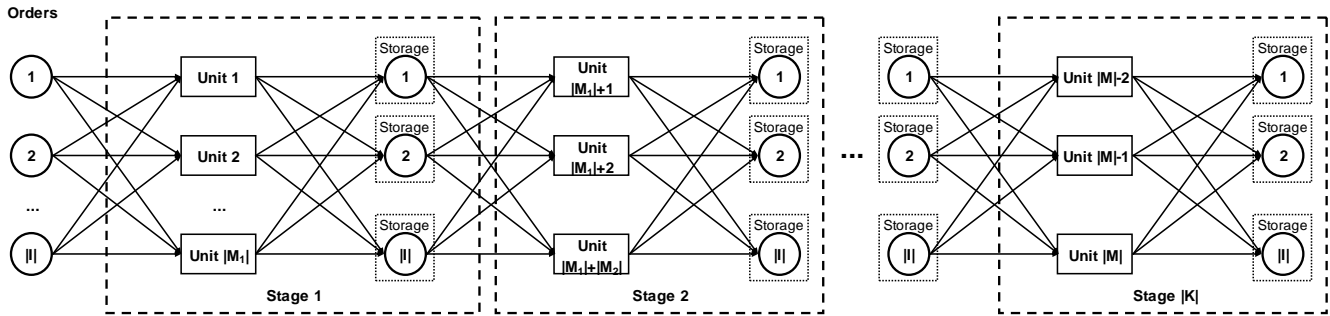 Orders
Storage Storage Storage Storage
1 Unit 1 1 Unit |M₁|+1 1 1 Unit |M|-2 1
Storage Storage Storage Storage
2 Unit 2 2 Unit |M₁|+2 2 ... 2 Unit |M|-1 2
... ...
Storage Storage Storage Storage
|I| Unit |M₁| |I| Unit |M₁|+|M₂| |I| |I| Unit |M| |I|
Stage 1 Stage 2 Stage |K|